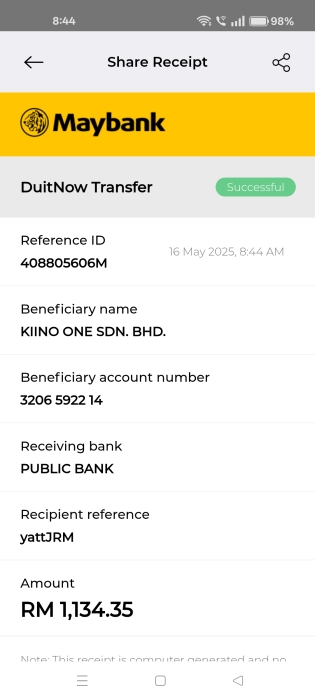 8:44
98%
Share Receipt
Maybank
DuitNow Transfer
Successful
Reference ID
16 May 2025, 8:44 AM
408805606M
Beneficiary name
KIINO ONE SDN. BHD.
Beneficiary account number
3206 5922 14
Receiving bank
PUBLIC BANK
Recipient reference
yattJRM
Amount
RM 1,134.35
Note: This receipt is computer generated and no